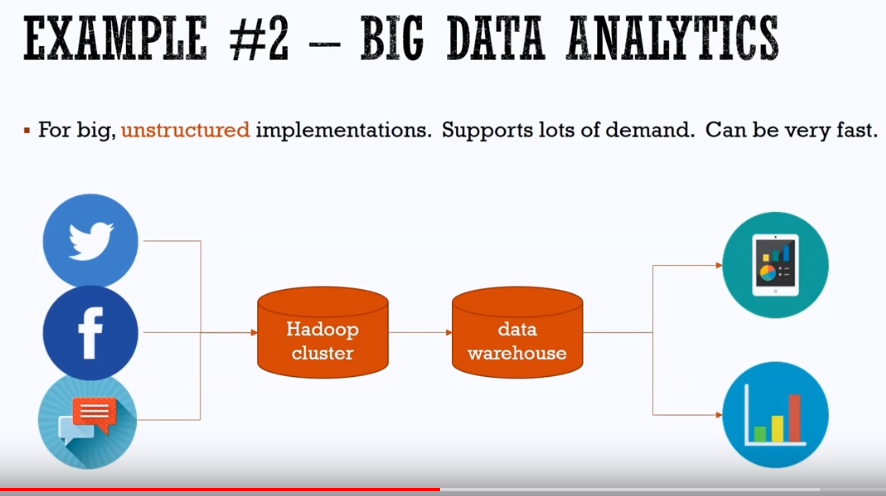 EXAMPLE #2 – BIG DATA ANALYTICS
▪ For big, unstructured implementations. Supports lots of demand. Can be very fast.
Hadoop
cluster
data
warehouse